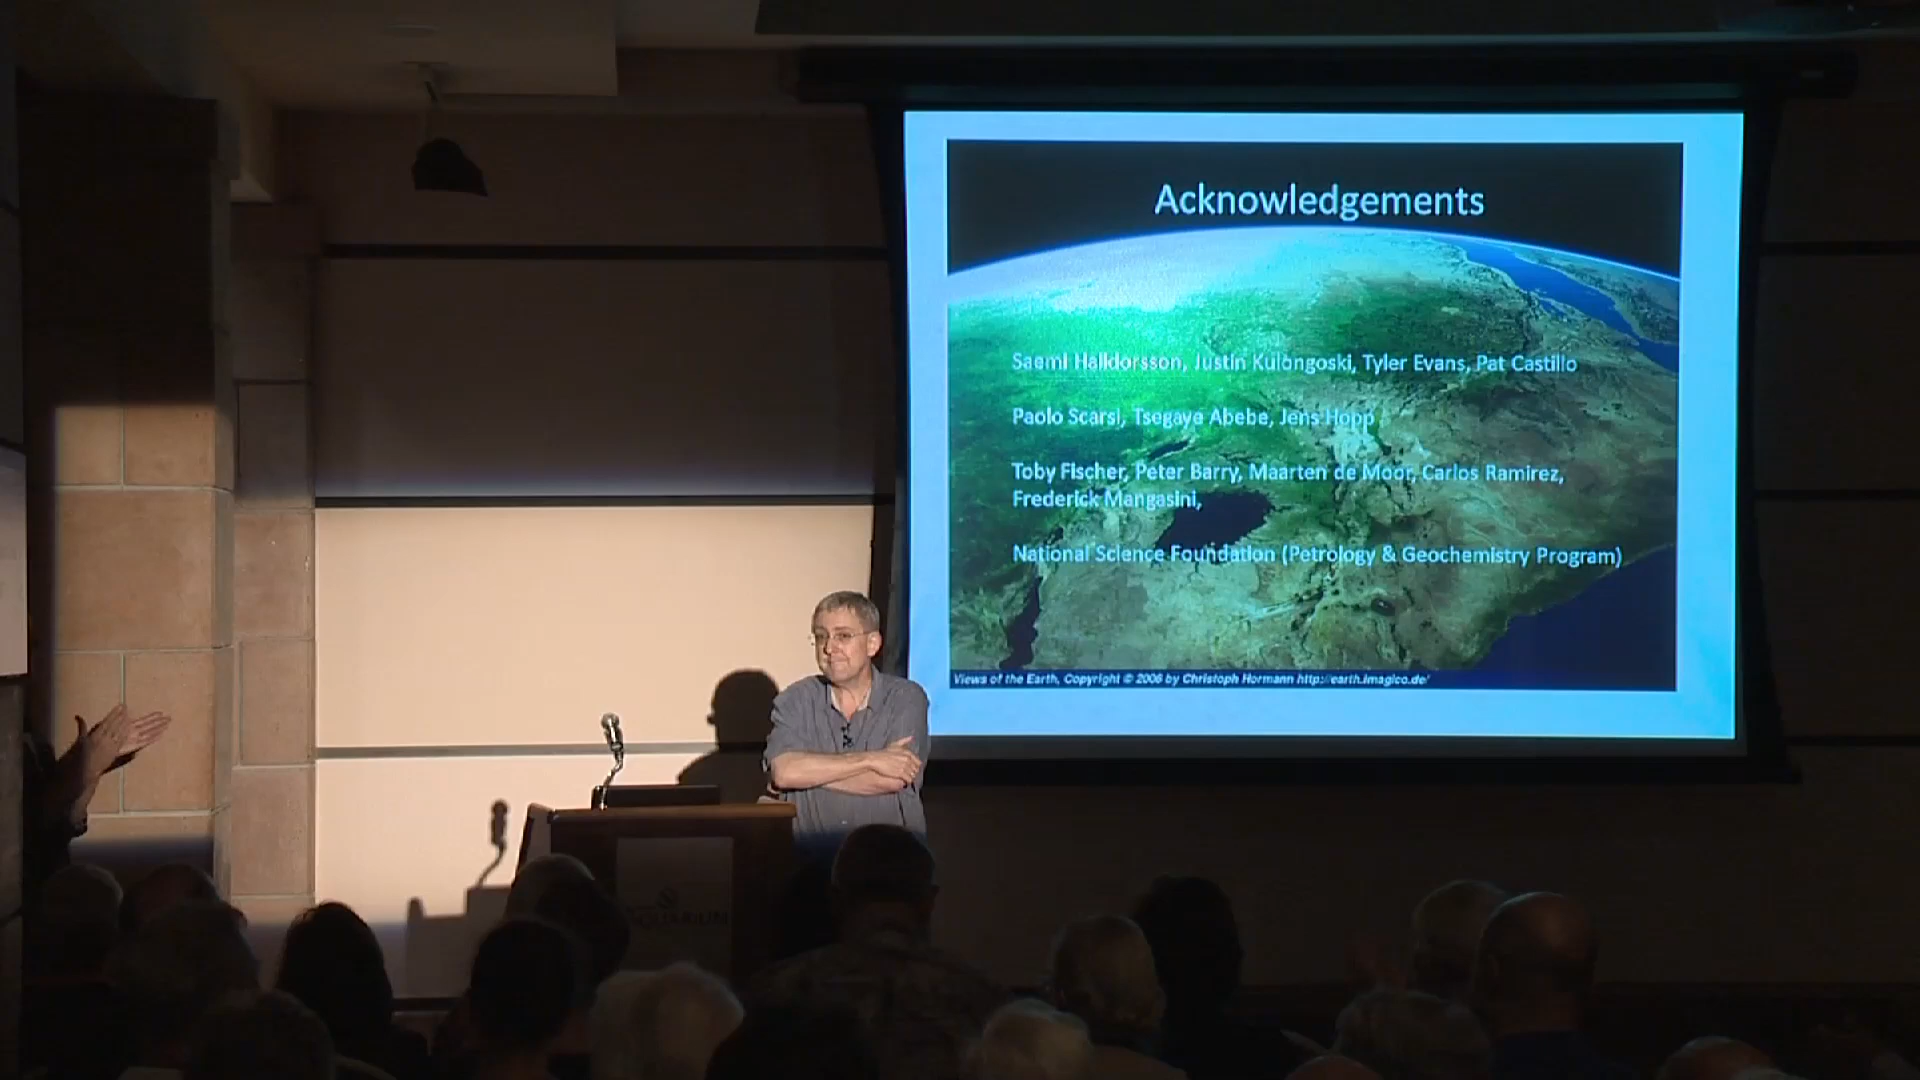 Acknowledgements
Saemi Halldorsson, Justin Kulongoski, Tyler Evans, Pat Castillo
Paolo Scarsi, Tsegaye Abebe, Jens Hopp
Toby Fischer, Peter Barry, Maarten de Moor, Carlos Ramirez,
Frederick Mangasini,
National Science Foundation (Petrology & Geochemistry Program)
Views of the Earth, Copyright © 2006 by Christoph Hormann http://earth.imagico.de/